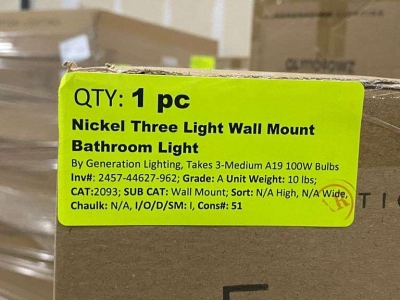 QTY: 1 pc
Nickel Three Light Wall Mount
Bathroom Light
By Generation Lighting, Takes 3-Medium A19 100W Bulbs
Inv#: 2457-44627-962; Grade: A Unit Weight: 10 lbs;
CAT:2093; SUB CAT: Wall Mount; Sort: N/A High, N/A Wide,
Chaulk: N/A, I/O/D/SM: I, Cons#: 51